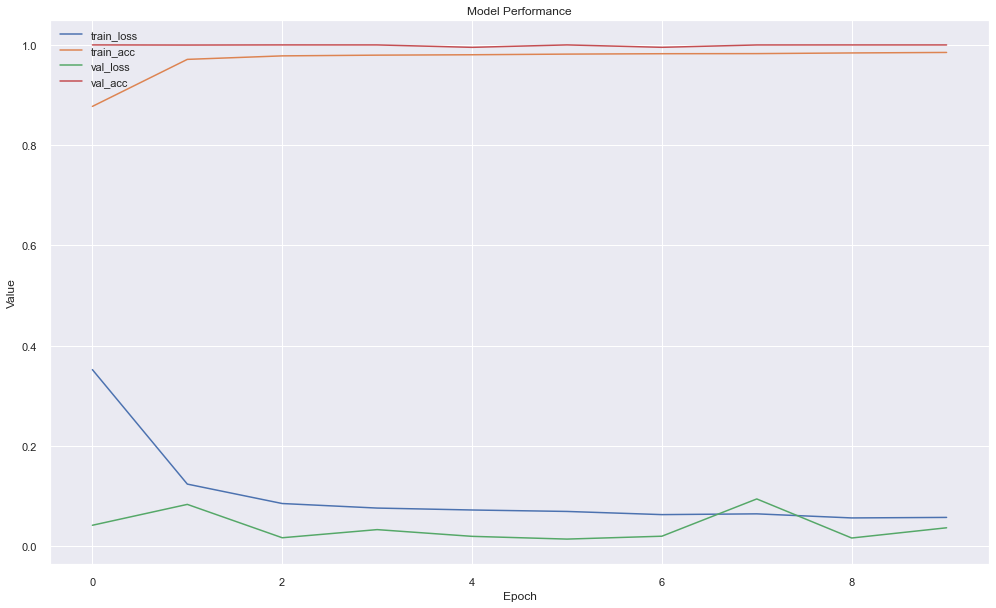 Model Performance
train_loss
train_acc
val_loss
val_acc
1.0
0.8
0.6
0.4
0.2
0.0
Value
0
2
4
6
8
Epoch